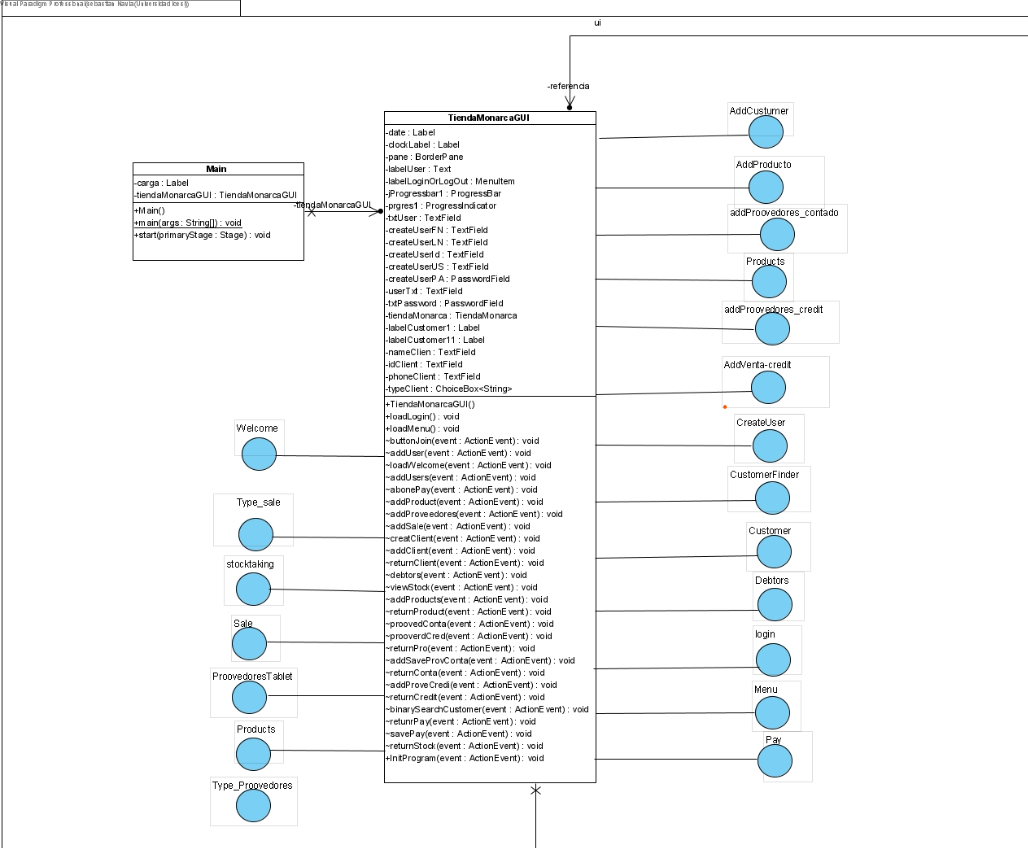 Visual Paradigm Professional(sebastian Navia(Universidad Icesi))
ui
-referencia
Main
-carga : Label
-tiendaMonarcaGUI : TiendaMonarcaGUI
+Main()
+main(args : String[]) : void
+start(primaryStage : Stage) : void
-tiendaMonarcaGUI
TiendaMonarcaGUI
-date : Label
-clockLabel : Label
-pane : BorderPane
-labelUser : Text
-labelLoginOrLogOut : MenuItem
-jProgressbar1 : ProgressBar
-prgres1 : ProgressIndicator
-txtUser : TextField
-createUserFN : TextField
-createUserLN : TextField
-createUserId : TextField
-createUserUS : TextField
-createUserPA : PasswordField
-userTxt : TextField
-txtPassword : PasswordField
-tiendaMonarca : TiendaMonarca
-labelCustomer1 : Label
-labelCustomer11 : Label
-nameClien : TextField
-idClient : TextField
-phoneClient : TextField
-typeClient : ChoiceBox<String>
+TiendaMonarcaGUI()
+loadLogin() : void
+loadMenu() : void
~buttonJoin(event : ActionEvent) : void
~addUser(event : ActionEvent) : void
~loadWelcome(event : ActionEvent) : void
~addUsers(event : ActionEvent) : void
~abonePay(event : ActionEvent) : void
~addProduct(event : ActionEvent) : void
~addProveedores(event : ActionEvent) : void
~addSale(event : ActionEvent) : void
~creatClient(event : ActionEvent) : void
~addClient(event : ActionEvent) : void
~returnClient(event : ActionEvent) : void
~debtors(event : ActionEvent) : void
~viewStock(event : ActionEvent) : void
~addProducts(event : ActionEvent) : void
~returnProduct(event : ActionEvent) : void
~proovedConta(event : ActionEvent) : void
~prooverdCred(event : ActionEvent) : void
~returnPro(event : ActionEvent) : void
~addSaveProvConta(event : ActionEvent) : void
~returnConta(event : ActionEvent) : void
~addProveCredi(event : ActionEvent) : void
~returnCredit(event : ActionEvent) : void
~binarySearchCustomer(event : ActionEvent) : void
~retunrPay(event : ActionEvent) : void
~savePay(event : ActionEvent) : void
~returnStock(event : ActionEvent) : void
+InitProgram(event : ActionEvent) : void
Welcome
Type_sale
stocktaking
Sale
ProovedoresTablet
Products
Type_Proovedores
AddCustumer
AddProducto
addProovedores_contado
Products
addProovedores_credit
AddVenta-credit
CreateUser
CustomerFinder
Customer
Debtors
login
Menu
Pay